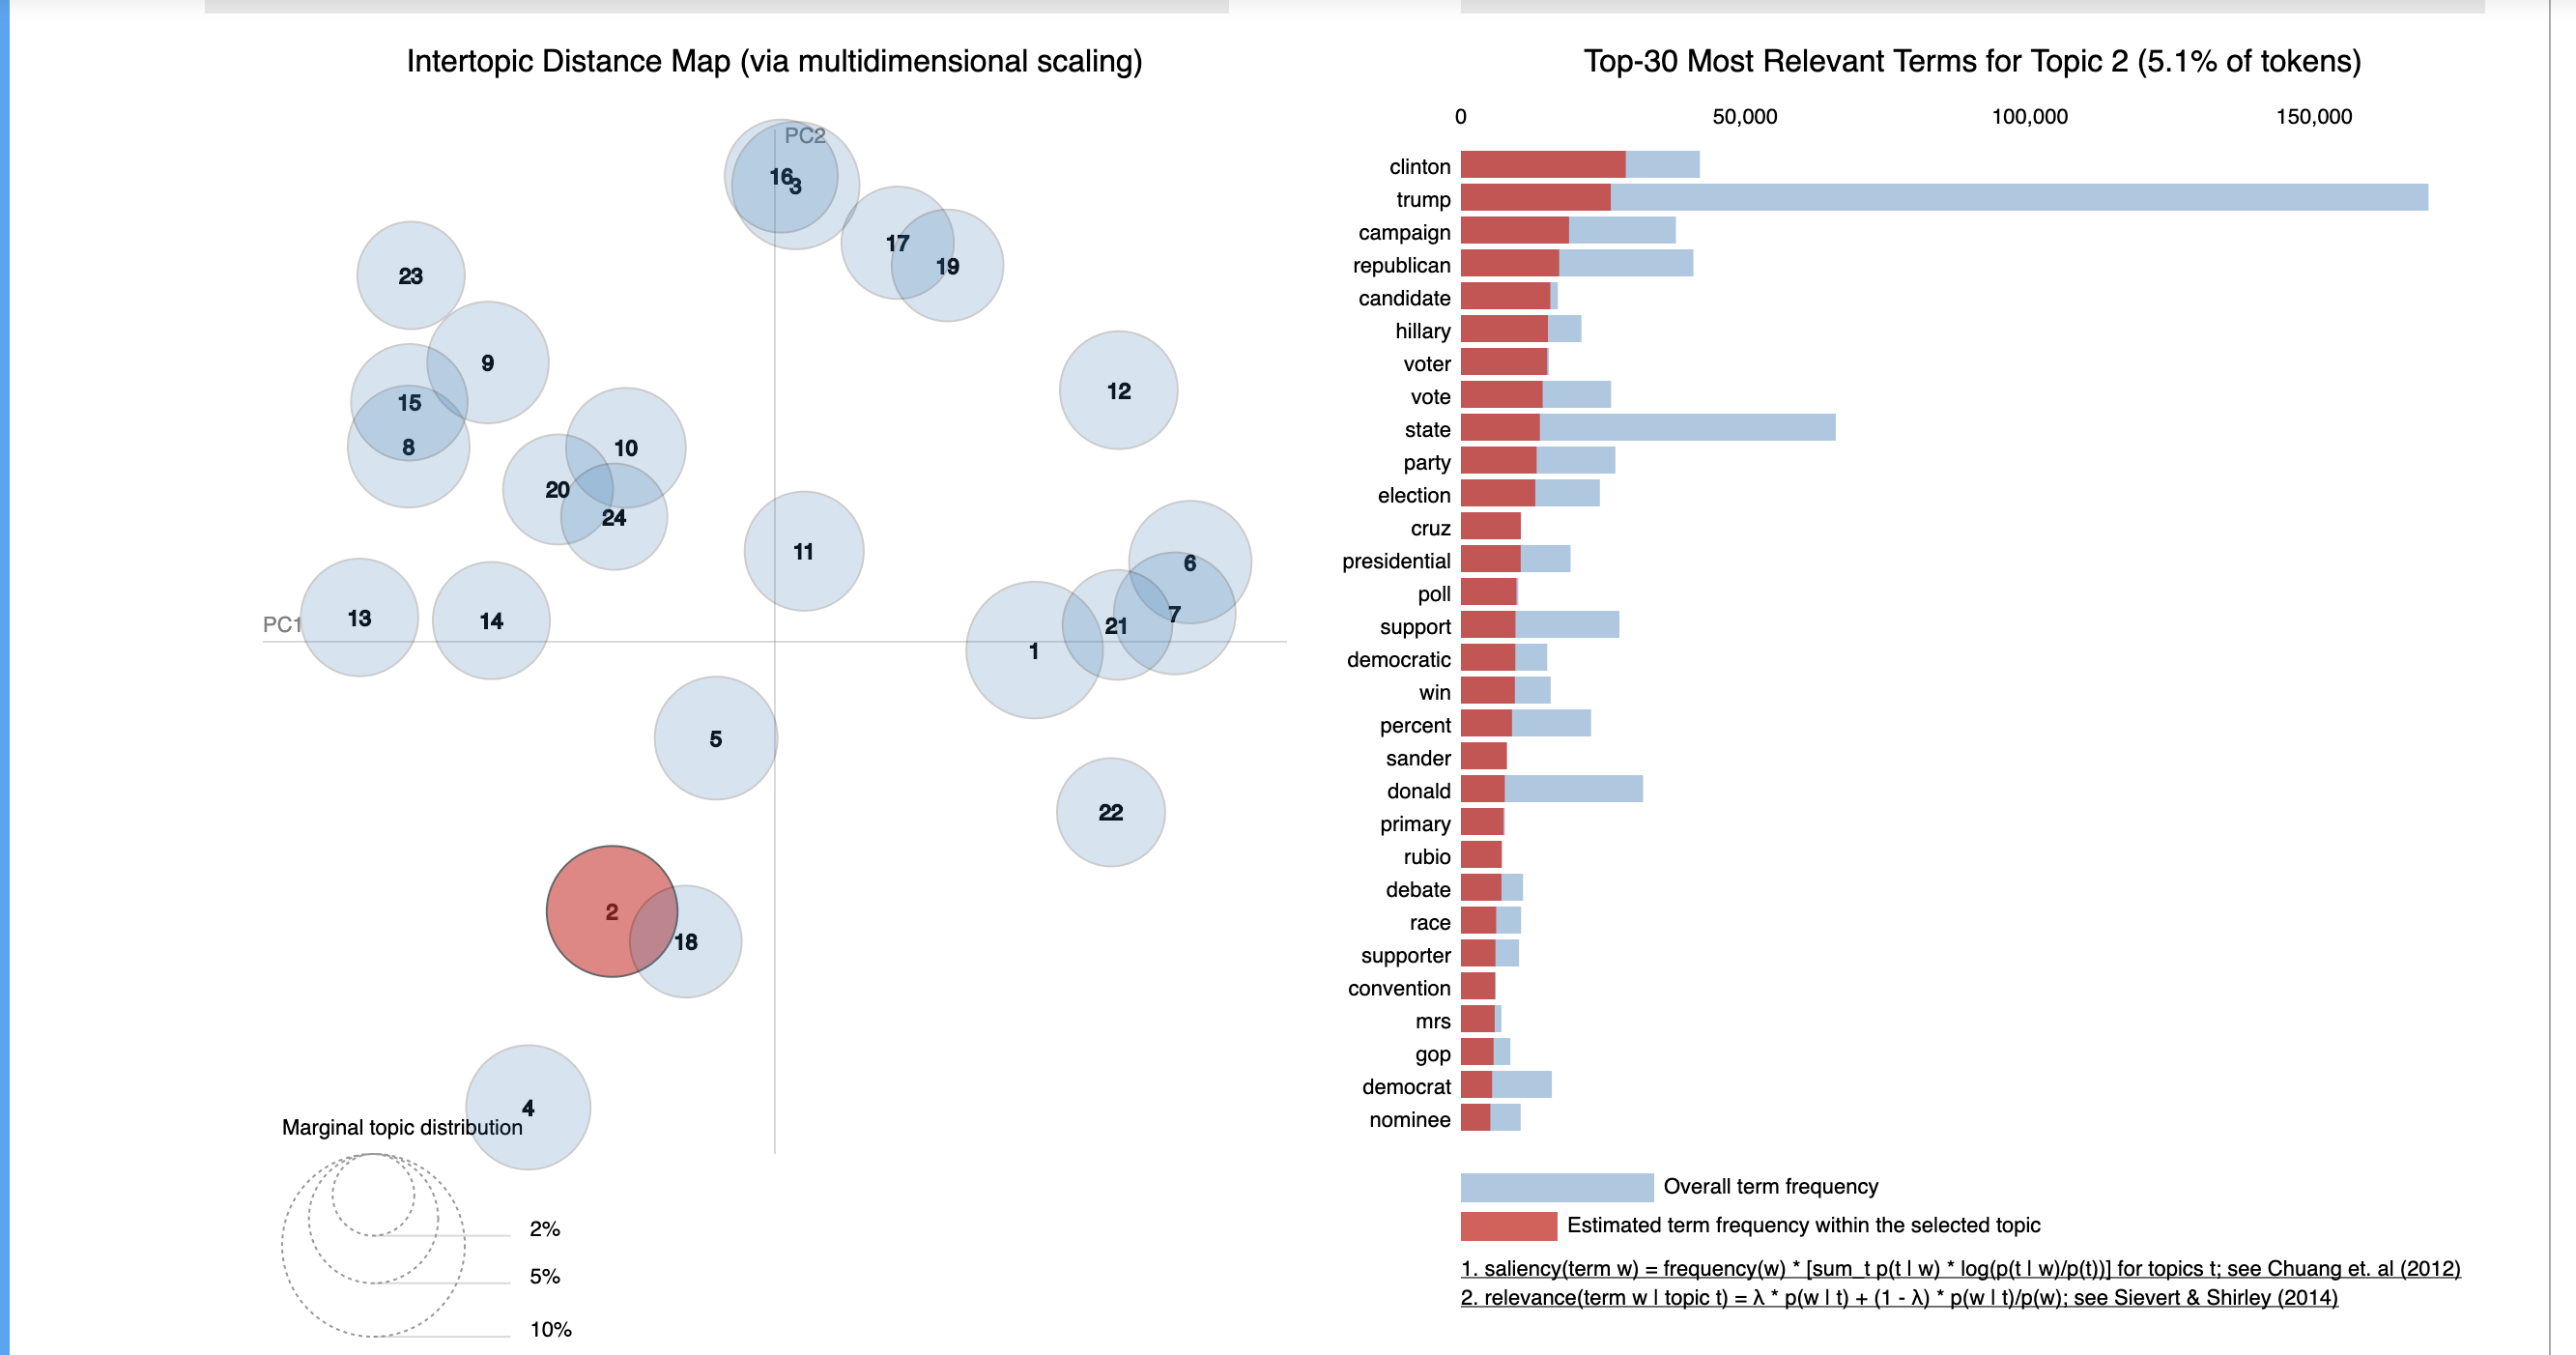 Intertopic Distance Map (via multidimensional scaling)
PC2
16
3
17
19
23
9
12
15
8
10
20
24
11
6
13
14
7
21
PC1
1
5
22
2
18
4
Marginal topic distribution
2%
5%
10%
Top-30 Most Relevant Terms for Topic 2 (5.1% of tokens)
0 50,000 100,000 150,000
clinton
trump
campaign
republican
candidate
hillary
voter
vote
state
party
election
cruz
presidential
poll
support
democratic
win
percent
sander
donald
primary
rubio
debate
race
supporter
convention
mrs
gop
democrat
nominee
Overall term frequency
Estimated term frequency within the selected topic
1. saliency(term w) = frequency(w) * [sum_t p(t | w) * log(p(t | w)/p(t))] for topics t; see Chuang et. al (2012)
2. relevance(term w | topic t) = λ * p(w | t) + (1 - λ) * p(w | t)/p(w); see Sievert & Shirley (2014)